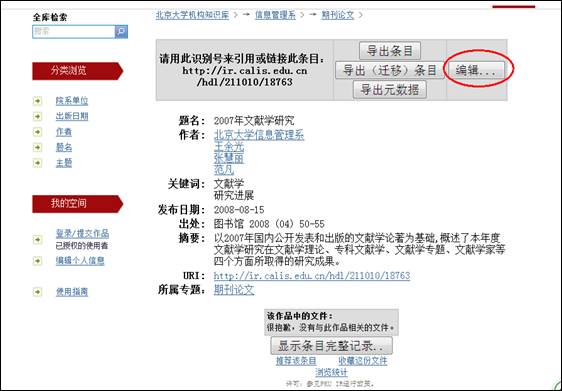 全库检索
搜索
分类浏览
院系单位
出版日期
作者
题名
主题
我的空间
登录/提交作品
已授权的使用者
编辑个人信息
使用指南
北京大学机构知识库 → 信息管理系 → 期刊论文 →
请用此识别号来引用或链接此条目:
http://ir.calis.edu.cn
/hdl/211010/18763
导出条目
导出（迁移）条目
导出元数据
编辑...
题名: 2007年文献学研究
作者: 北京大学信息管理系
王余光
张慧丽
范凡
关键词: 文献学
研究进展
发布日期: 2008-08-15
出处: 图书馆 2008 (04) 50-55
摘要: 以2007年国内公开发表和出版的文献学论著为基础,概述了本年度
文献学研究在文献学理论、专科文献学、文献学专题、文献学家等
四个方面所取得的研究成果。
URI: http://ir.calis.edu.cn/hdl/211010/18763
所属专题: 期刊论文
该作品中的文件:
很抱歉，没有与此作品相关的文件。
显示条目完整记录..
推荐该条目 收藏这份文件
浏览统计
许可: 参见PKU IR运行政策。